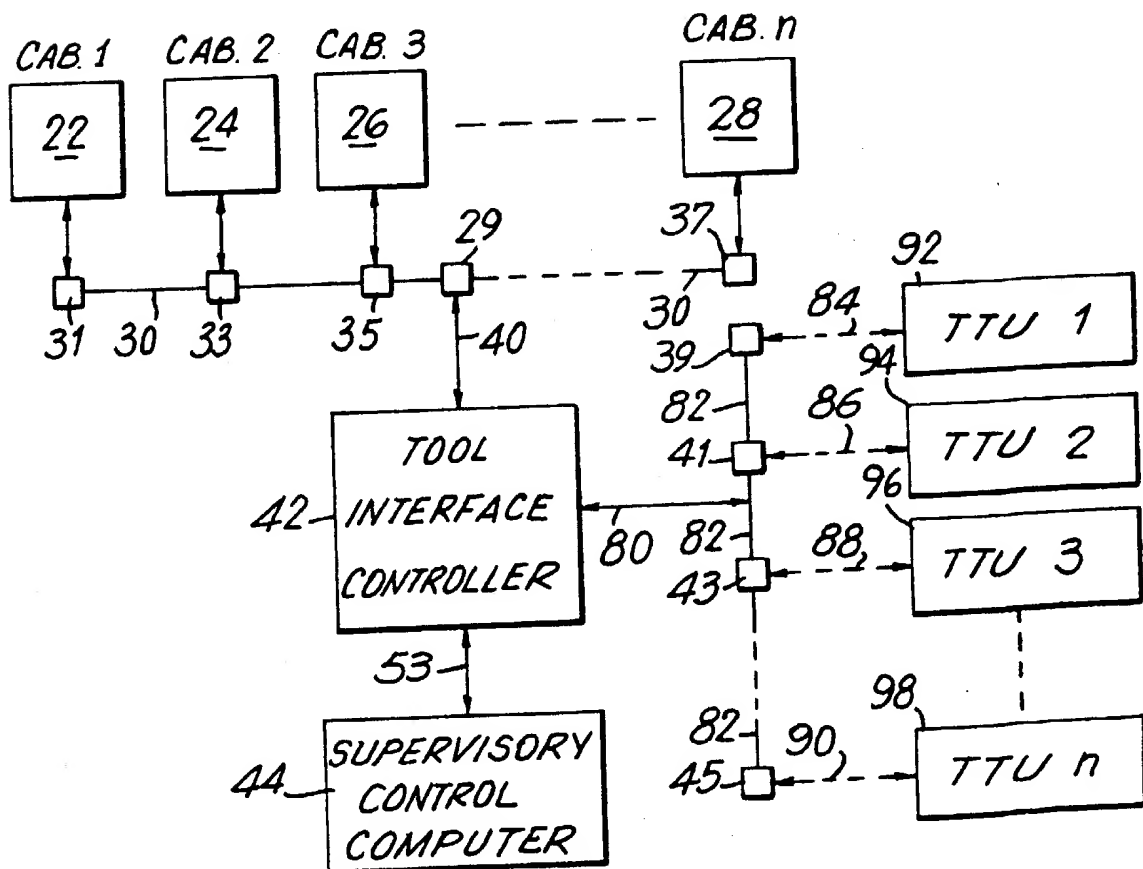 CAB. 1 CAB. 2 CAB. 3 CAB. n
22 24 26 28
29 37 92
31 30 33 35 40 30 84 TTU 1
39 94
82 86 TTU 2
41 96
TOOL
42 INTERFACE 80 82 88 TTU 3
CONTROLLER 43
53 98
82 90 TTU n
44 SUPERVISORY 45
CONTROL
COMPUTER